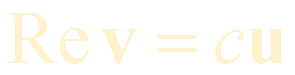 Re v = cu